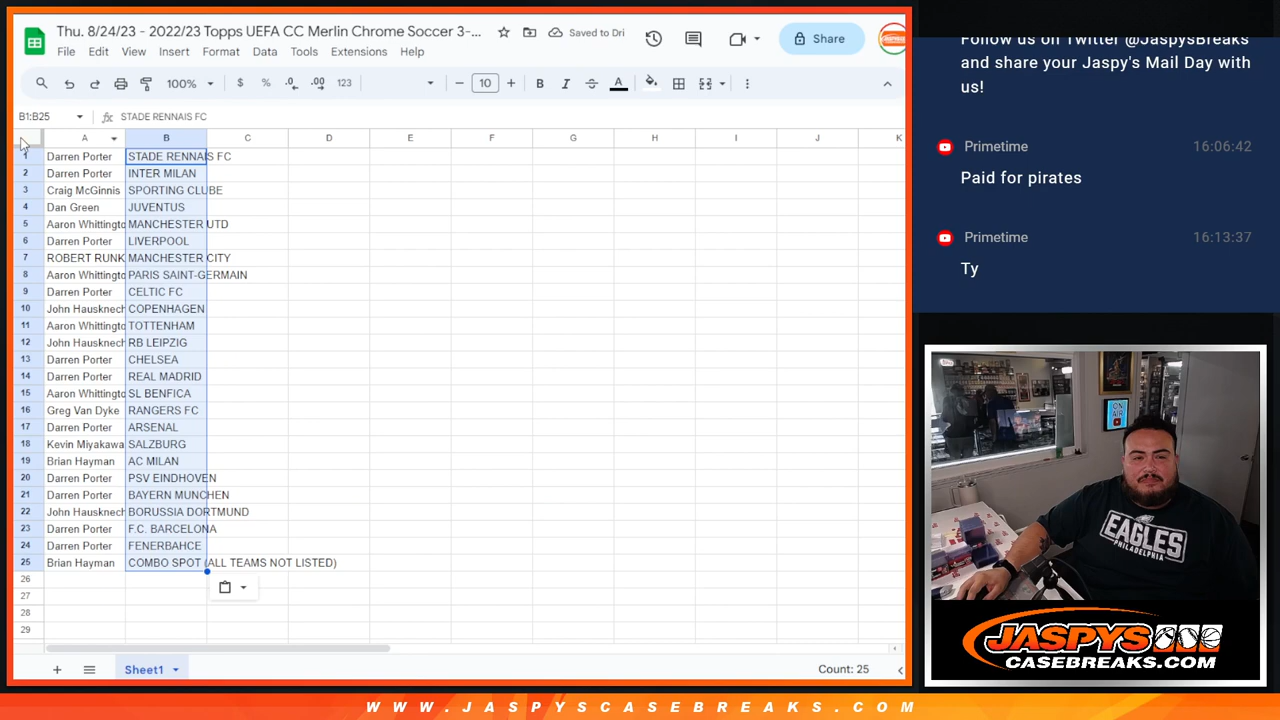 Thu. 8/24/23 - 2022/23 Topps UEFA CC Merlin Chrome Soccer 3-...
Saved to Dri
Share
File Edit View Insert Format Data Tools Extensions Help
100% $ % .0 .00 123 10 B I S A
B1:B25 fx STADE RENNAIS FC
A B C D E F G H I J K
1 Darren Porter STADE RENNAIS FC
2 Darren Porter INTER MILAN
3 Craig McGinnis SPORTING CLUBE
4 Dan Green JUVENTUS
5 Aaron Whittingto MANCHESTER UTD
6 Darren Porter LIVERPOOL
7 ROBERT RUNK MANCHESTER CITY
8 Aaron Whittingto PARIS SAINT-GERMAIN
9 Darren Porter CELTIC FC
10 John Hausknech COPENHAGEN
11 Aaron Whittingto TOTTENHAM
12 John Hausknech RB LEIPZIG
13 Darren Porter CHELSEA
14 Darren Porter REAL MADRID
15 Aaron Whittingto SL BENFICA
16 Greg Van Dyke RANGERS FC
17 Darren Porter ARSENAL
18 Kevin Miyakawa SALZBURG
19 Brian Hayman AC MILAN
20 Darren Porter PSV EINDHOVEN
21 Darren Porter BAYERN MUNCHEN
22 John Hausknech BORUSSIA DORTMUND
23 Darren Porter F.C. BARCELONA
24 Darren Porter FENERBAHCE
25 Brian Hayman COMBO SPOT (ALL TEAMS NOT LISTED)
26
27
28
29
Sheet1
Count: 25
Follow us on Twitter @JaspysBreaks
and share your Jaspy's Mail Day with
us!
Primetime 16:06:42
Paid for pirates
Primetime 16:13:37
Ty
ON
AIR
EAGLES
PHILADELPHIA
JASPYS
CASEBREAKS.COM
WWW.JASPYSCASEBREAKS.COM